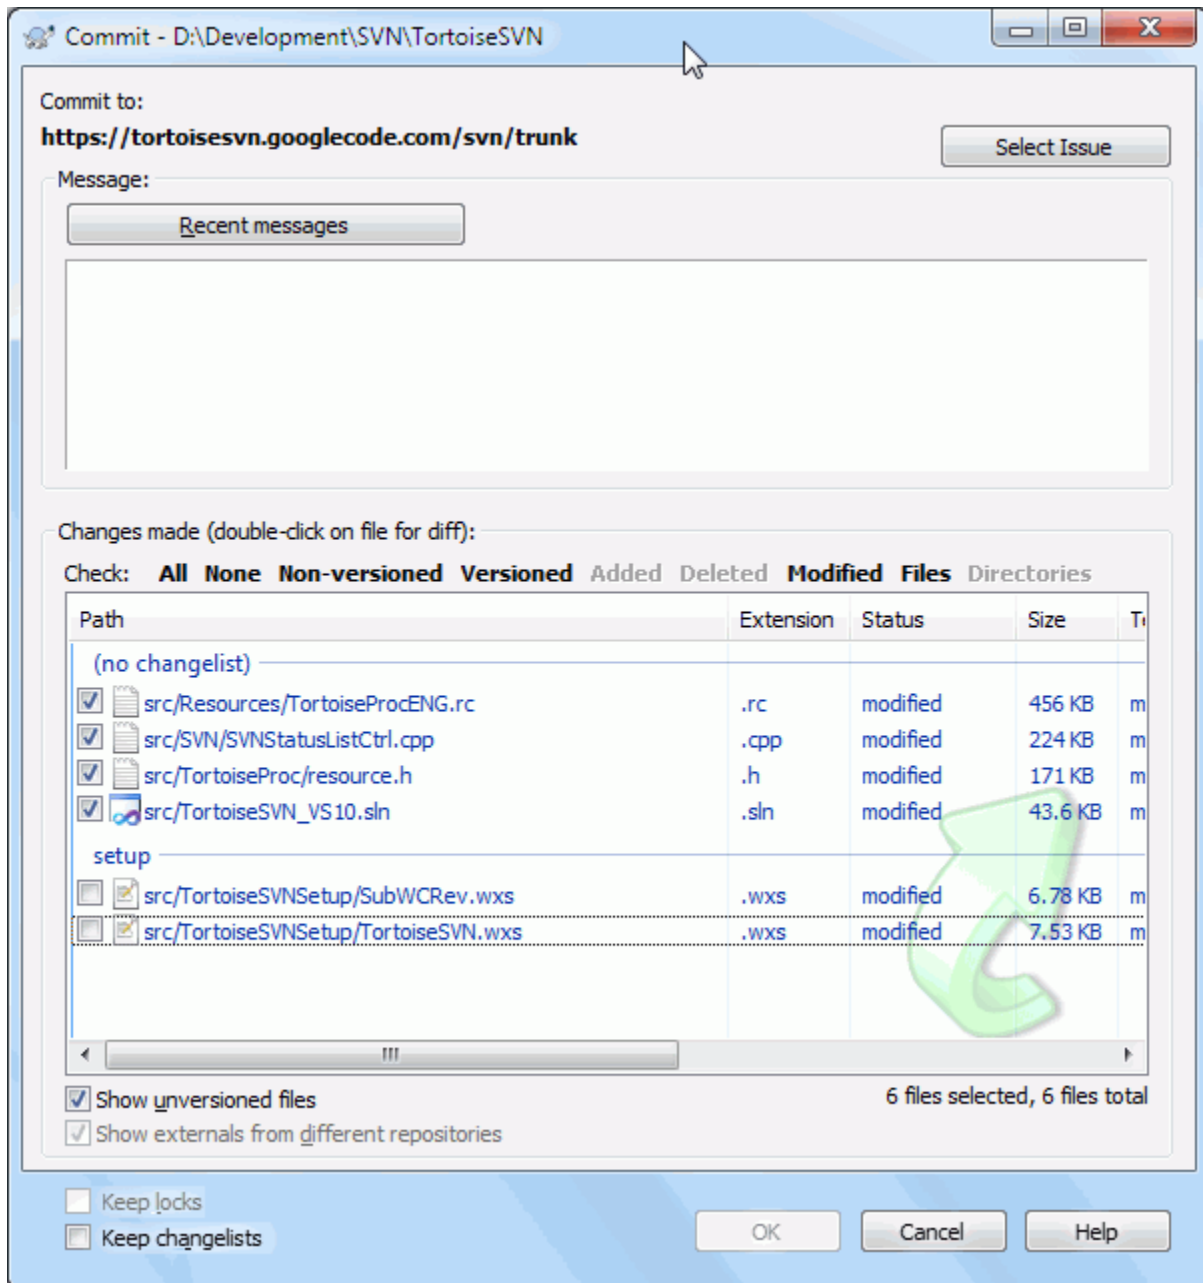 Commit - D:\Development\SVN\TortoiseSVN
Commit to:
https://tortoisesvn.googlecode.com/svn/trunk
Select Issue
Message:
Recent messages
Changes made (double-click on file for diff):
Check: All None Non-versioned Versioned Added Deleted Modified Files Directories
Path Extension Status Size
(no changelist)
src/Resources/TortoiseProcENG.rc .rc modified 456 KB m
src/SVN/SVNStatusListCtrl.cpp .cpp modified 224 KB m
src/TortoiseProc/resource.h .h modified 171 KB m
src/TortoiseSVN_VS10.sln .sln modified 43.6 KB m
setup
src/TortoiseSVNSetup/SubWCRev.wxs .wxs modified 6.78 KB m
src/TortoiseSVNSetup/TortoiseSVN.wxs .wxs modified 7.53 KB m
Show unversioned files
6 files selected, 6 files total
Show externals from different repositories
Keep locks
Keep changelists
OK Cancel Help